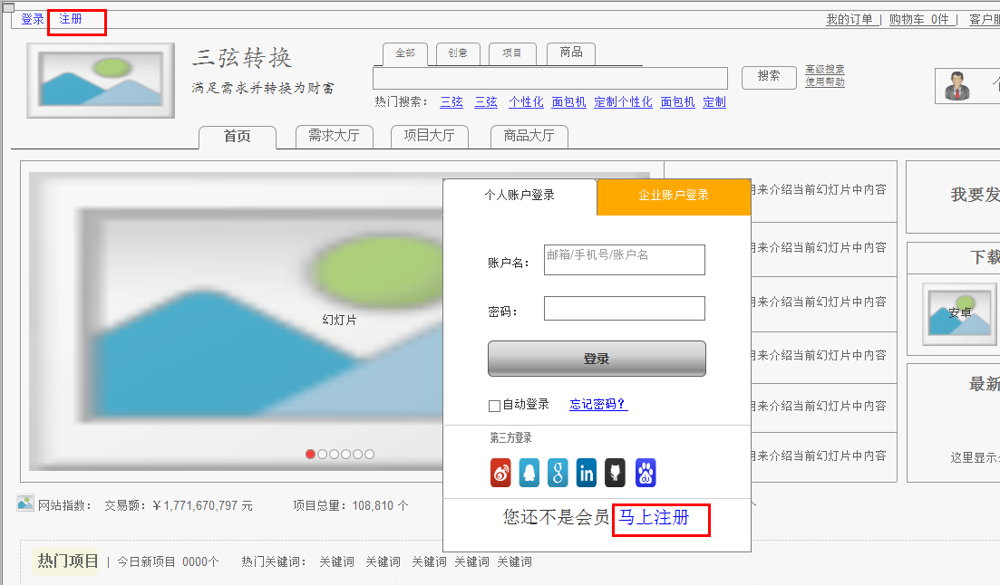 登录 注册
我的订单 | 购物车 0件 | 客户服
三弦转换
满足需求并转换为财富
全部 创意 项目 商品
搜索 高级搜索
使用帮助
热门搜索： 三弦 三弦 个性化 面包机 定制个性化 面包机 定制
首页 需求大厅 项目大厅 商品大厅
幻灯片
个人账户登录 企业账户登录
账户名： 邮箱/手机号/账户名
密码：
登录
自动登录 忘记密码？
第三方登录
您还不是会员 马上注册
用来介绍当前幻灯片中内容
用来介绍当前幻灯片中内容
用来介绍当前幻灯片中内容
用来介绍当前幻灯片中内容
用来介绍当前幻灯片中内容
用来介绍当前幻灯片中内容
我要发
下载
安卓
最新
这里显示
网站指数： 交易额：￥1,771,670,797 元 项目总量：108,810 个
热门项目 | 今日新项目 0000个 热门关键词： 关键词 关键词 关键词 关键词 关键词